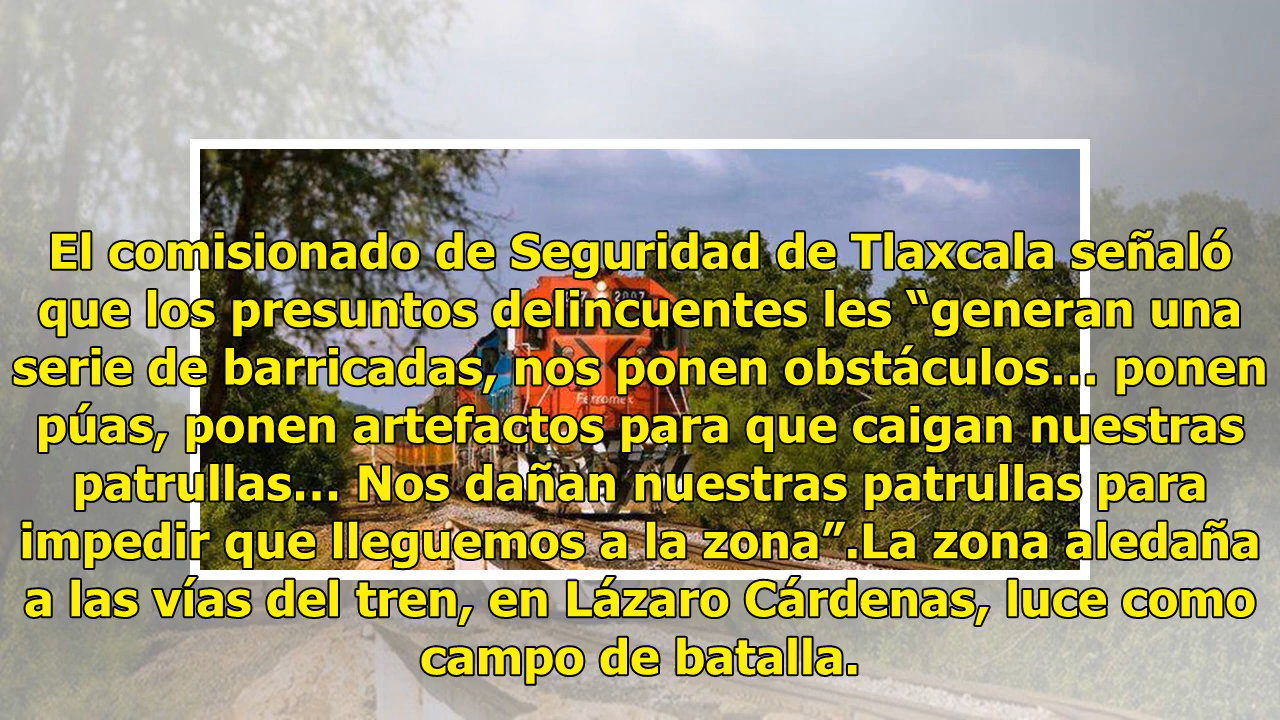 El comisionado de Seguridad de Tlaxcala señaló
que los presuntos delincuentes les “generan una
serie de barricadas, nos ponen obstáculos... ponen
púas, ponen artefactos para que caigan nuestras
patrullas... Nos dañan nuestras patrullas para
impedir que lleguemos a la zona”.La zona aledaña
a las vías del tren, en Lázaro Cárdenas, luce como
campo de batalla.
Ferromex